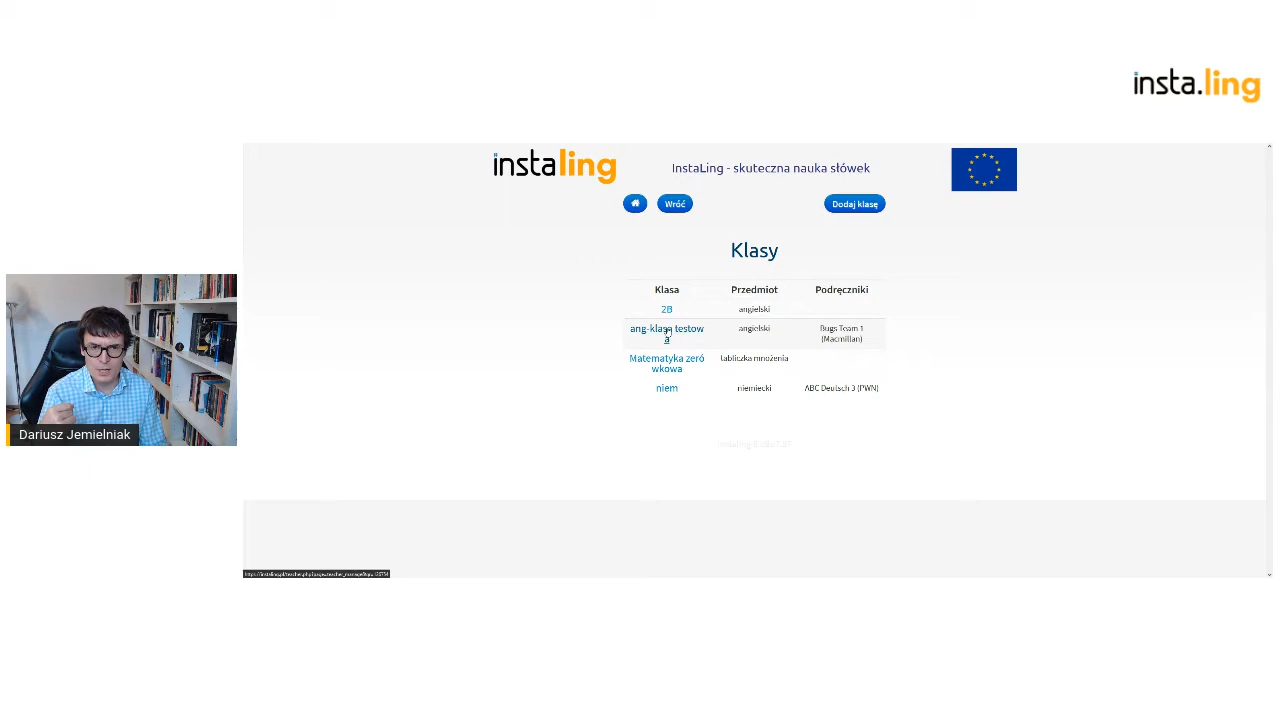 insta.ling
instaling
InstaLing - skuteczna nauka słówek
Wróć
Dodaj klasę
Klasy
Klasa Przedmiot Podręczniki
2B angielski
ang-klasa testow
a
angielski
Bugs Team 1
(Macmillan)
Matematyka zeró
wkowa
tabliczka mnożenia
niem niemiecki ABC Deutsch 3 (PWN)
Dariusz Jemielniak